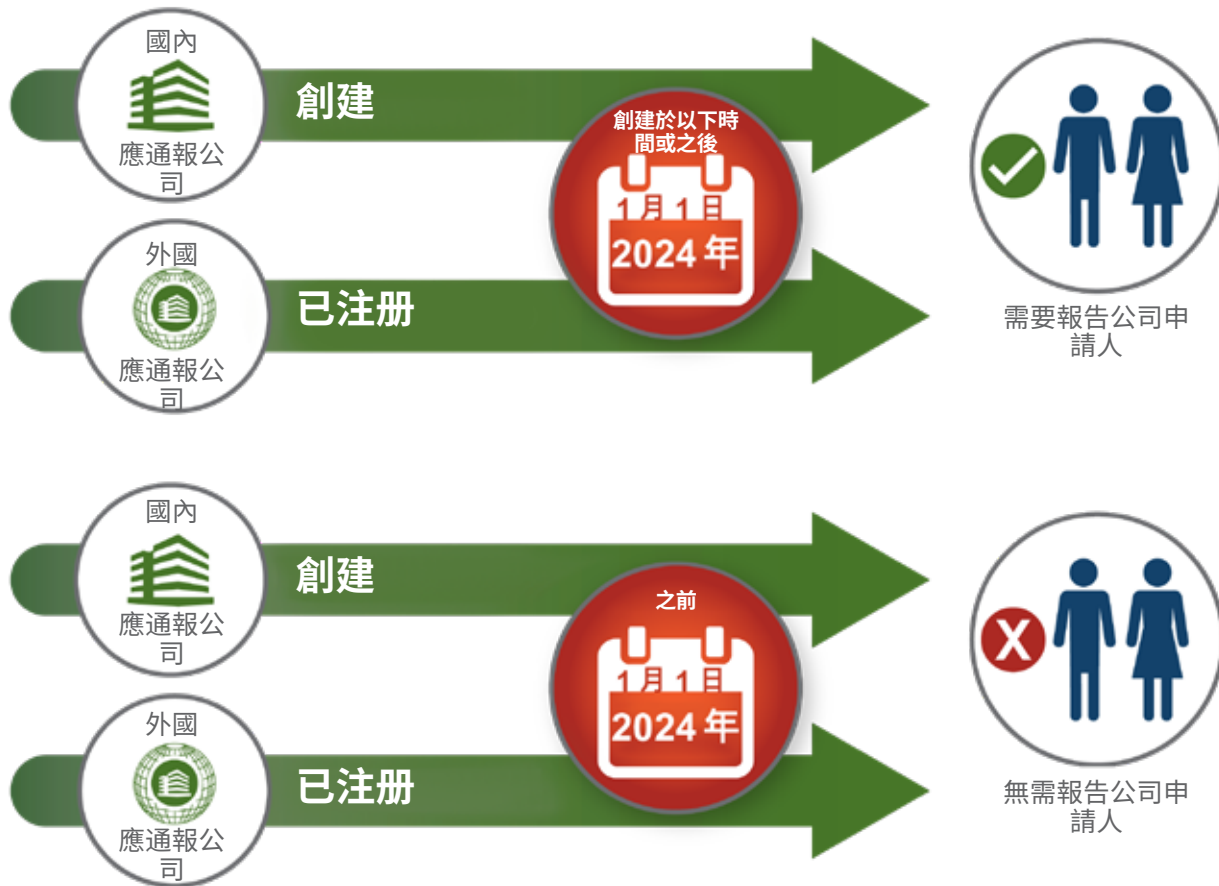 國內
應通報公
司
創建
創建於以下時
間或之後
1 月 1 日
2024 年
外國
應通報公
司
已注册
需要報告公司申
請人
國內
應通報公
司
創建
之前
1 月 1 日
2024 年
X
外國
應通報公
司
已注册
無需報告公司申
請人